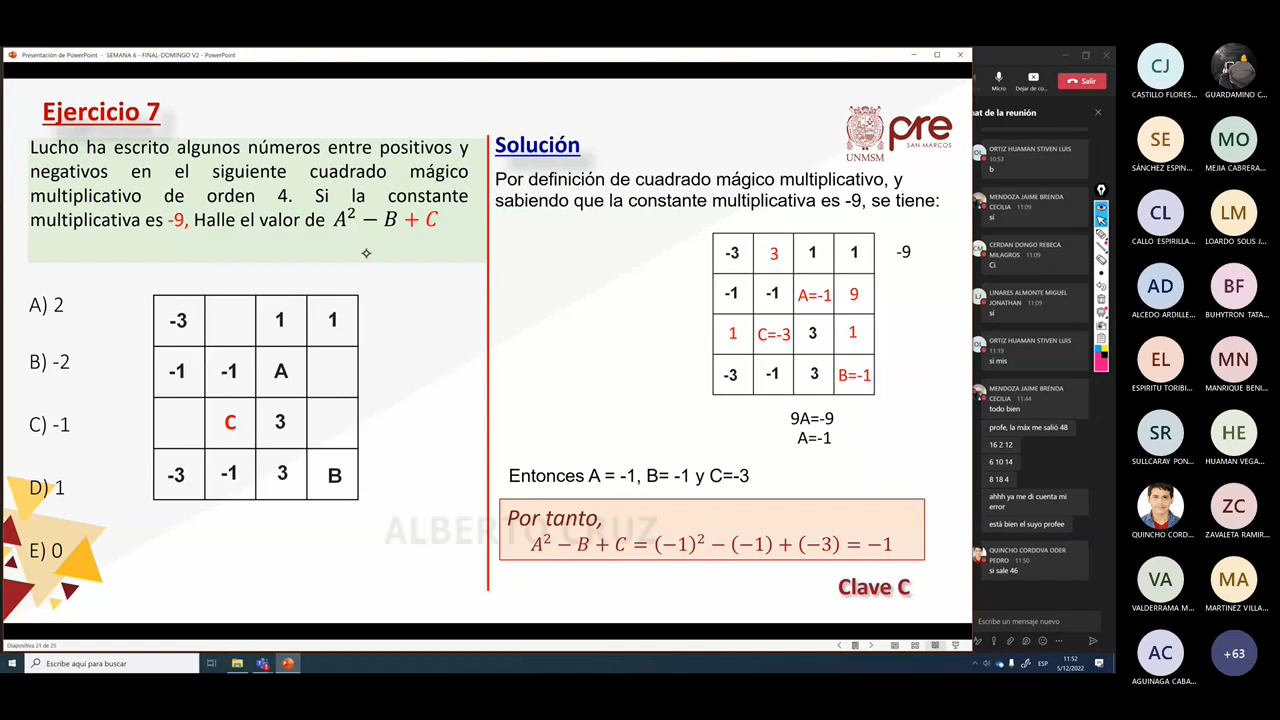 Presentación de PowerPoint - SEMANA 6 - FINAL-DOMINGO V2 - PowerPoint
Ejercicio 7
Lucho ha escrito algunos números entre positivos y
negativos en el siguiente cuadrado mágico
multiplicativo de orden 4. Si la constante
multiplicativa es -9, Halle el valor de A² − B + C
A) 2
B) -2
C) -1
D) 1
E) 0
-3 1 1
-1 -1 A
C 3
-3 -1 3 B
Solución
UNMSM
pre
SAN MARCOS
Por definición de cuadrado mágico multiplicativo, y
sabiendo que la constante multiplicativa es -9, se tiene:
-3 3 1 1 -9
-1 -1 A=-1 9
1 C=-3 3 1
-3 -1 3 B=-1
9A=-9
A=-1
Entonces A = -1, B= -1 y C=-3
ALBERTO CRUZ
Por tanto,
A² − B + C = (−1)² − (−1) + (−3) = −1
Clave C
Diapositiva 21 de 25
Escribe aquí para buscar
ESP
11:52
5/12/2022
Micro
Dejar de co...
Salir
at de la reunión
ORTIZ HUAMAN STIVEN LUIS
10:53
b
MENDOZA JAIME BRENDA
CECILIA 11:09
sí
CERDAN DONGO REBECA
MILAGROS 11:09
Ci
LINARES ALMONTE MIGUEL
JONATHAN 11:09
sí
ORTIZ HUAMAN STIVEN LUIS
11:19
si mis
MENDOZA JAIME BRENDA
CECILIA 11:44
todo bien
profe, la máx me salió 48
16 2 12
6 10 14
8 18 4
ahhh ya me di cuenta mi
error
está bien el suyo profee
QUINCHO CORDOVA ODER
PEDRO 11:50
si sale 46
Escribe un mensaje nuevo
CJ
CASTILLO FLORES...
GUARDAMINO C...
SE
SÁNCHEZ ESPIN...
MO
MEJIA CABRERA...
CL
CALLO ESPIRILLA...
LM
LOARDO SOLIS J...
AD
ALCEDO ARDILLE...
BF
BUHYTRON TATA...
EL
ESPIRITU TORIBI...
MN
MANRIQUE BENI...
SR
SULLCARAY PON...
HE
HUAMAN VEGA...
QUINCHO CORD...
ZC
ZAVALETA RAMIR...
VA
VALDERRAMA M...
MA
MARTINEZ VILLA...
AC
AGUINAGA CABA...
+63